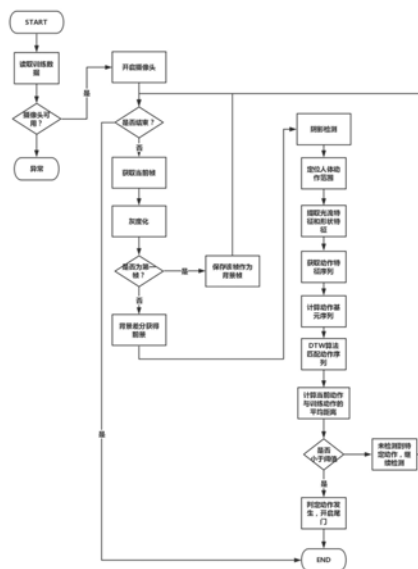 START
读取训练数
据
摄像头可
用？
异常
是
开启摄像头
是否结束？
否
获取当前帧
灰度化
是否为第一
帧？
是
保存该帧作为
背景帧
否
背景差分获得
前景
是
阴影检测
定位人体动
作范围
提取光流特
征和形状特
征
获取动作特
征序列
计算动作基
元序列
DTW算法
匹配动作序
列
计算当前动作
与训练动作的
平均距离
是否
小于阈值
未检测到特
定动作，继
续检测
是
判定动作发
生，开启尾
门
END